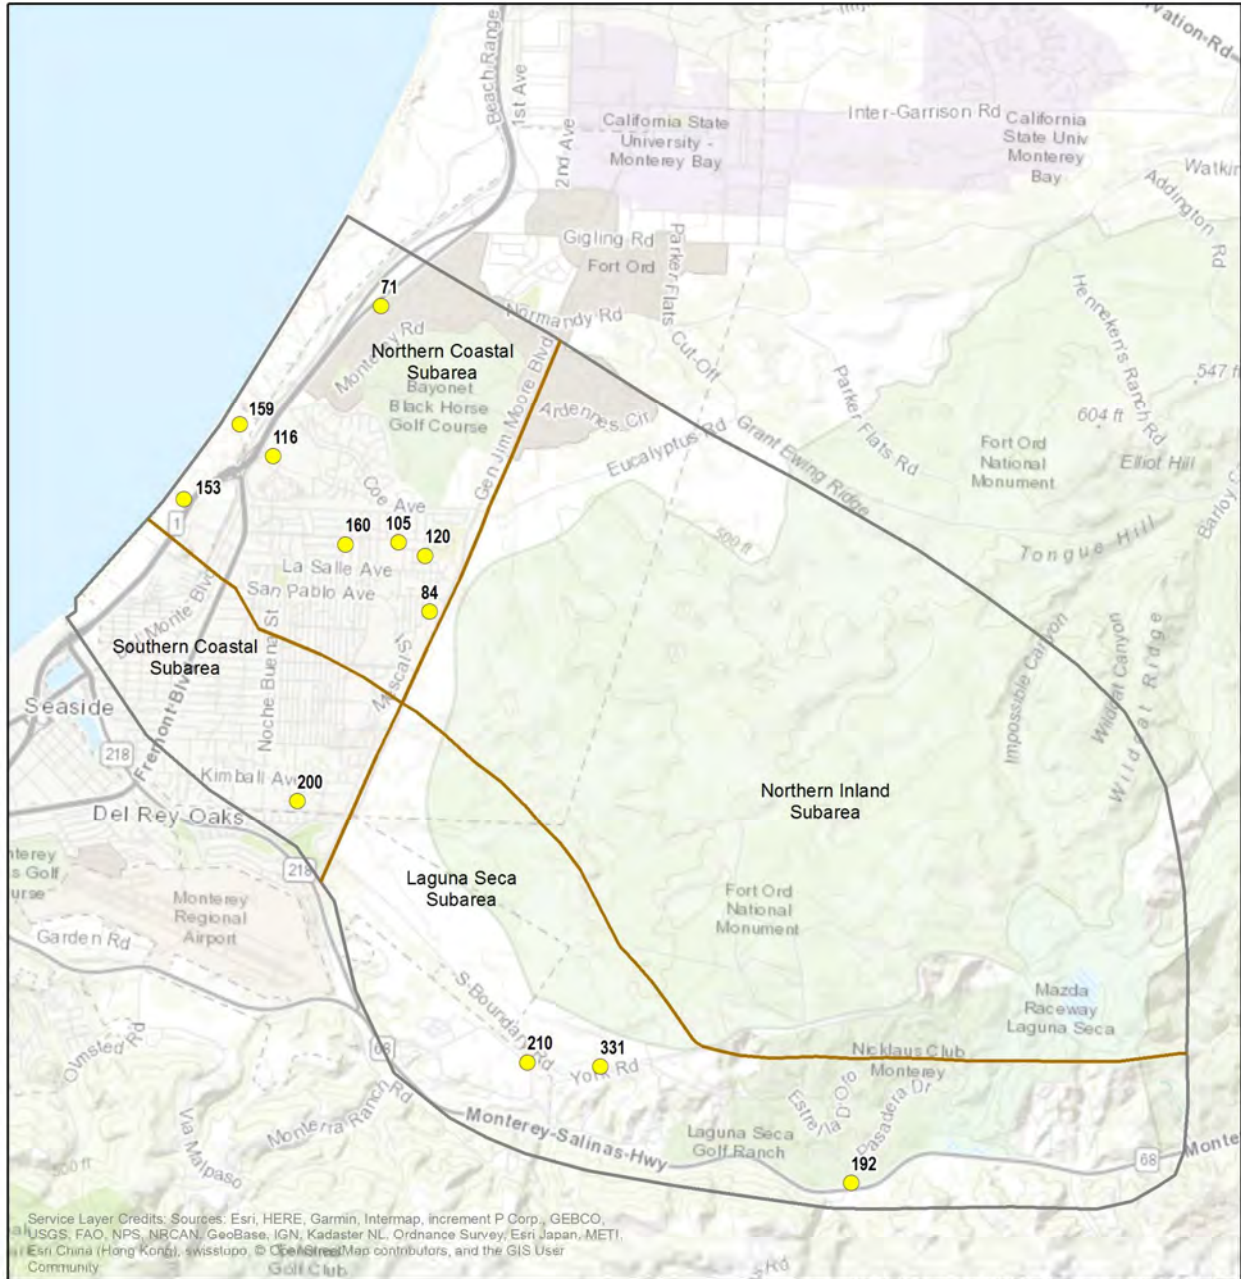 Beach Range
1st Ave
2nd Ave
California State
University -
Monterey Bay
Inter-Garrison Rd
California
State Univ
Monterey
Bay
Addington Rd
Gigling Rd
Fort Ord
Parker Flats Cut-Off
Normandy Rd
Henneken's Ranch Rd
547 ft
71
Monterey Rd
Northern Coastal
Subarea
Bayonet
Black Horse
Golf Course
Gen Jim Moore Blvd
Ardennes Cir
Parker Flats Rd
604 ft
Elliot Hill
Fort Ord
National
Monument
159
116
Eucalyptus Rd
Grant Ewing Ridge
153
1
Coe Ave
160
105
120
500 ft
Tongue Hill
La Salle Ave
San Pablo Ave
84
Southern Coastal
Subarea
Noche Buena St
Mescal St
Impossible Canyon
Wildcat Canyon
Wildcat Ridge
Seaside
218
Fremont Blvd
Kimball Ave
200
Northern Inland
Subarea
Del Rey Oaks
218
Laguna Seca
Subarea
Fort Ord
National
Monument
Monterey
Regional
Airport
Garden Rd
Mazda
Raceway
Laguna Seca
S Boundary Rd
Olmsted Rd
68
210
331
York Rd
Nicklaus Club
Monterey
Estrella D'Oro
Pasadera Dr
Monterra Ranch Rd
Via Malpaso
Monterey-Salinas-Hwy
Laguna Seca
Golf Ranch
192
68
500 ft
Service Layer Credits: Sources: Esri, HERE, Garmin, Intermap, increment P Corp., GEBCO,
USGS, FAO, NPS, NRCAN, GeoBase, IGN, Kadaster NL, Ordnance Survey, Esri Japan, METI,
Esri China (Hong Kong), swisstopo, © OpenStreetMap contributors, and the GIS User
Community
Golf Club